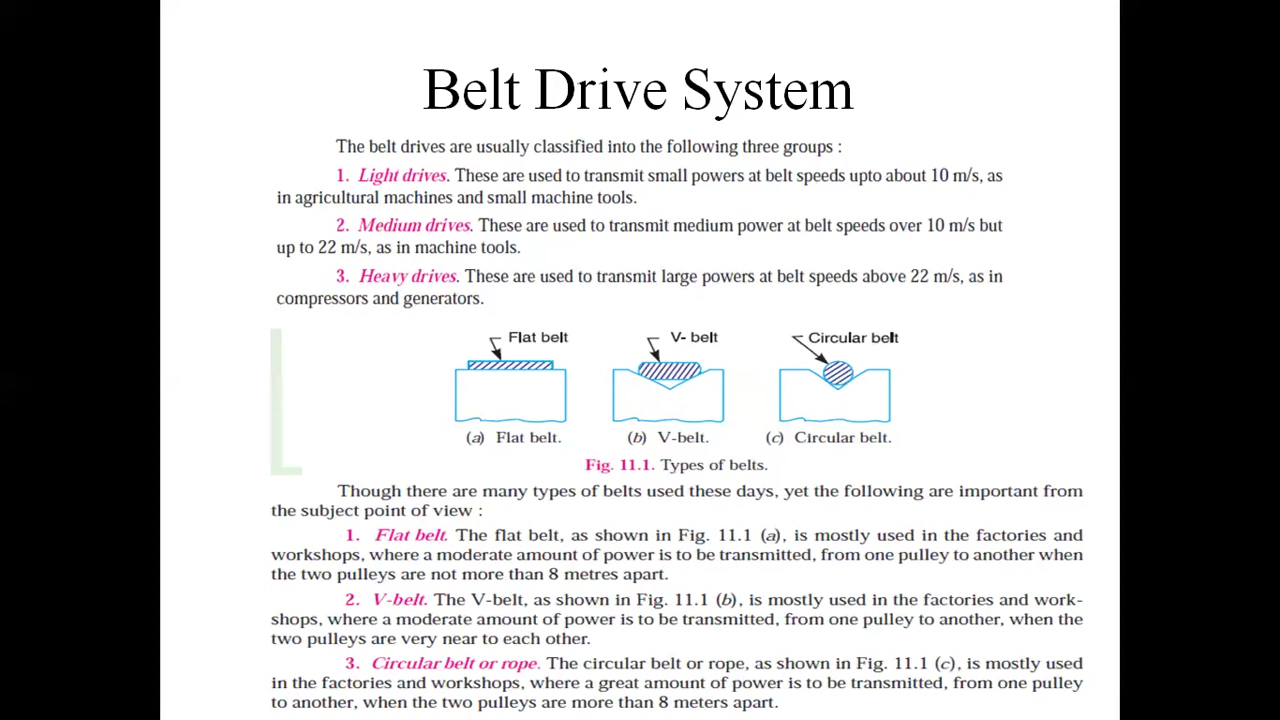 Belt Drive System
The belt drives are usually classified into the following three groups :
1. Light drives. These are used to transmit small powers at belt speeds upto about 10 m/s, as
in agricultural machines and small machine tools.
2. Medium drives. These are used to transmit medium power at belt speeds over 10 m/s but
up to 22 m/s, as in machine tools.
3. Heavy drives. These are used to transmit large powers at belt speeds above 22 m/s, as in
compressors and generators.
Flat belt V- belt Circular belt
(a) Flat belt. (b) V-belt. (c) Circular belt.
Fig. 11.1. Types of belts.
Though there are many types of belts used these days, yet the following are important from
the subject point of view :
1. Flat belt. The flat belt, as shown in Fig. 11.1 (a), is mostly used in the factories and
workshops, where a moderate amount of power is to be transmitted, from one pulley to another when
the two pulleys are not more than 8 metres apart.
2. V-belt. The V-belt, as shown in Fig. 11.1 (b), is mostly used in the factories and work-
shops, where a moderate amount of power is to be transmitted, from one pulley to another, when the
two pulleys are very near to each other.
3. Circular belt or rope. The circular belt or rope, as shown in Fig. 11.1 (c), is mostly used
in the factories and workshops, where a great amount of power is to be transmitted, from one pulley
to another, when the two pulleys are more than 8 meters apart.